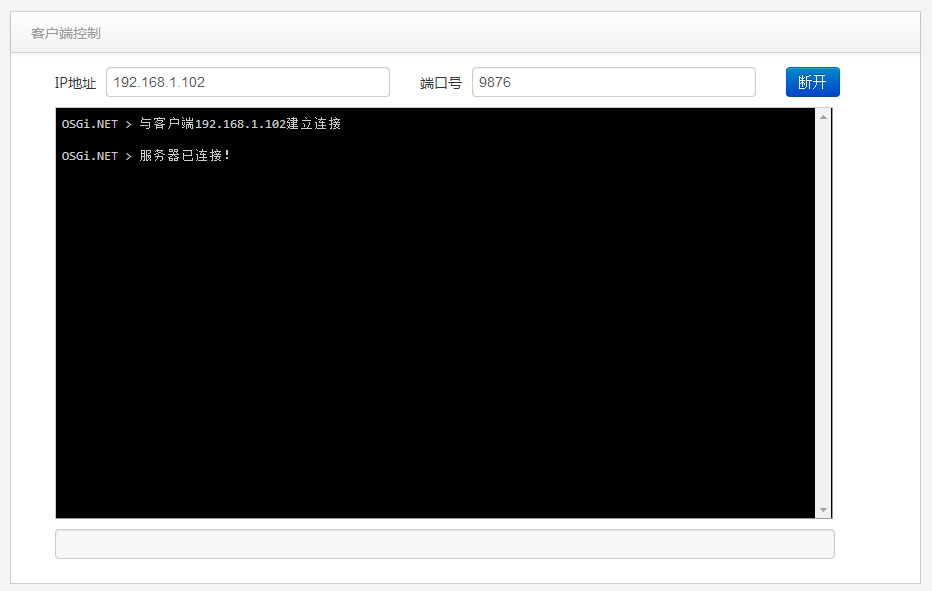 客户端控制
IP地址 192.168.1.102 端口号 9876 断开
OSGi.NET > 与客户端192.168.1.102建立连接
OSGi.NET > 服务器已连接!